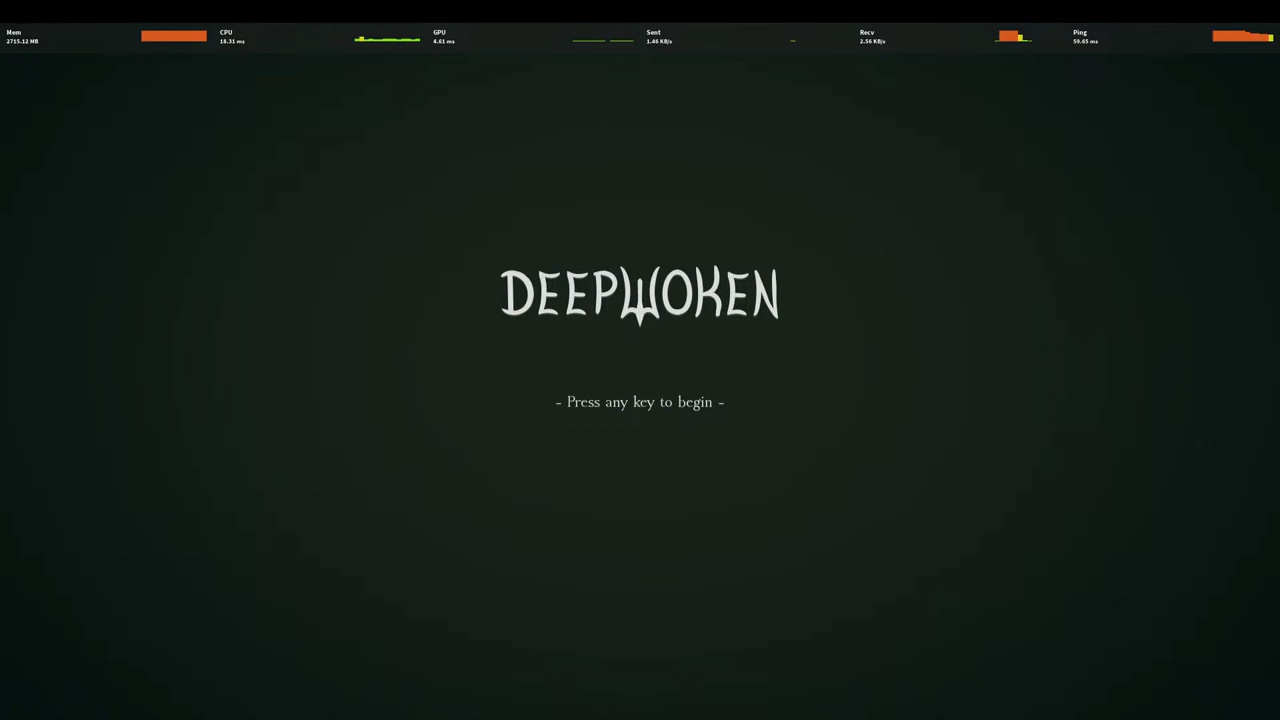 Mem CPU GPU Sent Recv Ping
2715.12 MB 18.31 ms 4.61 ms 1.46 KB/s 2.56 KB/s 59.65 ms
DEEPWOKEN
- Press any key to begin -